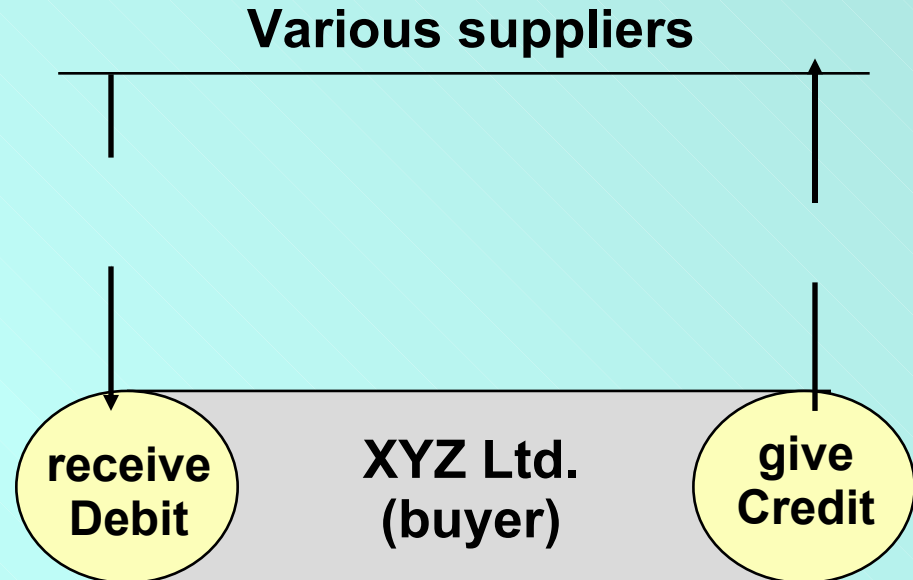 Various suppliers
receive
Debit
XYZ Ltd.
(buyer)
give
Credit